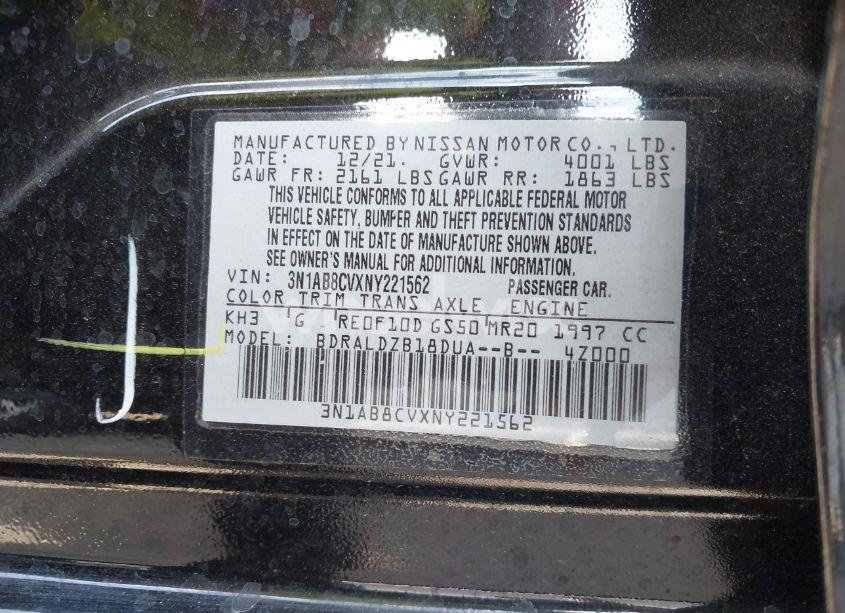 MANUFACTURED BY NISSAN MOTOR CO., LTD.
DATE: 12/21. GVWR: 4001 LBS
GAWR FR: 2161 LBS GAWR RR: 1863 LBS
THIS VEHICLE CONFORMS TO ALL APPLICABLE FEDERAL MOTOR
VEHICLE SAFETY, BUMPER AND THEFT PREVENTION STANDARDS
IN EFFECT ON THE DATE OF MANUFACTURE SHOWN ABOVE.
SEE OWNER'S MANUAL FOR ADDITIONAL INFORMATION.
VIN: 3N1AB8CVXNY221562 PASSENGER CAR.
COLOR TRIM TRANS AXLE ENGINE
KH3 G RE0F10D GS50 MR20 1997 CC
MODEL: BDRALDZB18DUA--B-- 4Z000
3N1AB8CVXNY221562